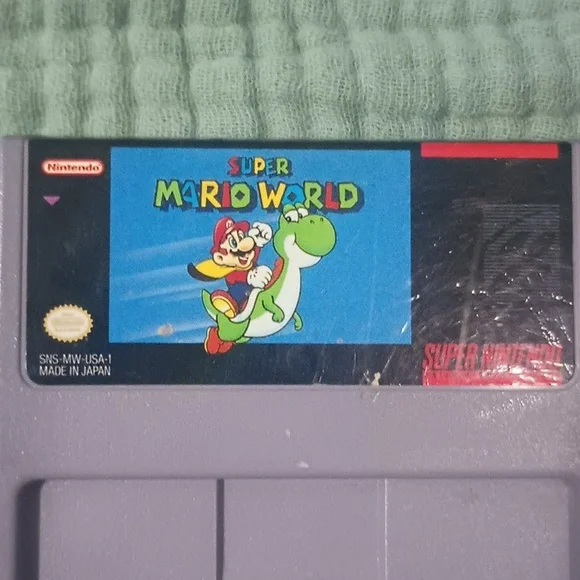 Nintendo
SUPER
MARIO WORLD
SNS-MW-USA-1
MADE IN JAPAN
SUPER NINTENDO